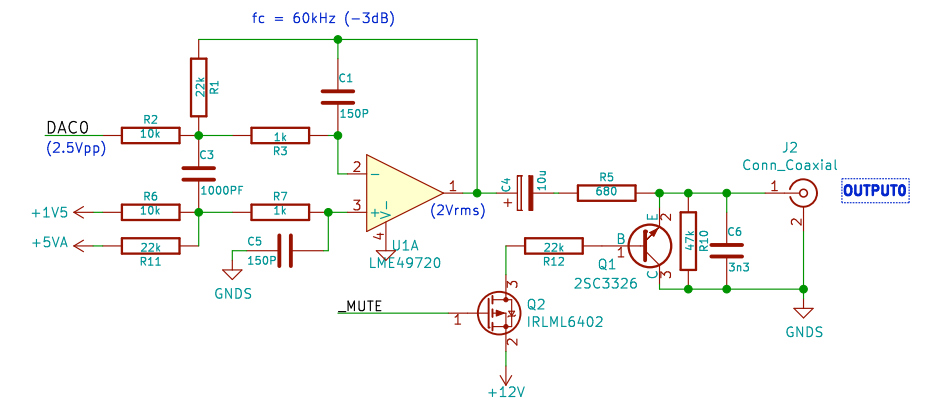 fc = 60kHz (-3dB)
22k
R1
C1
150P
DAC0
(2.5Vpp)
R2
10k
1k
R3
C3
1000PF
+1V5
R6
10k
R7
1k
+5VA
22k
R11
C5
150P
GNDS
2
-
3
+
V-
4
1
U1A
LME49720
(2Vrms)
C4
10u
R5
680
J2
Conn_Coaxial
1
2
OUTPUT0
E
2
B
1
C
3
Q1
2SC3326
47k
R10
C6
3n3
GNDS
22k
R12
_MUTE
1
3
2
Q2
IRLML6402
+12V